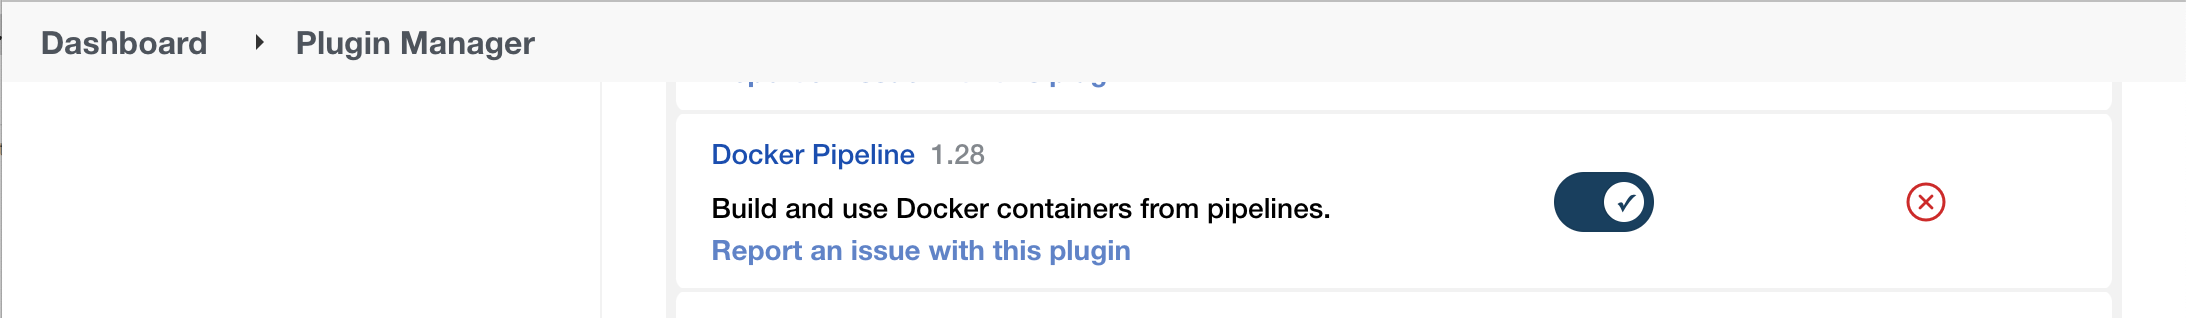 Dashboard Plugin Manager
Docker Pipeline 1.28
Build and use Docker containers from pipelines.
Report an issue with this plugin